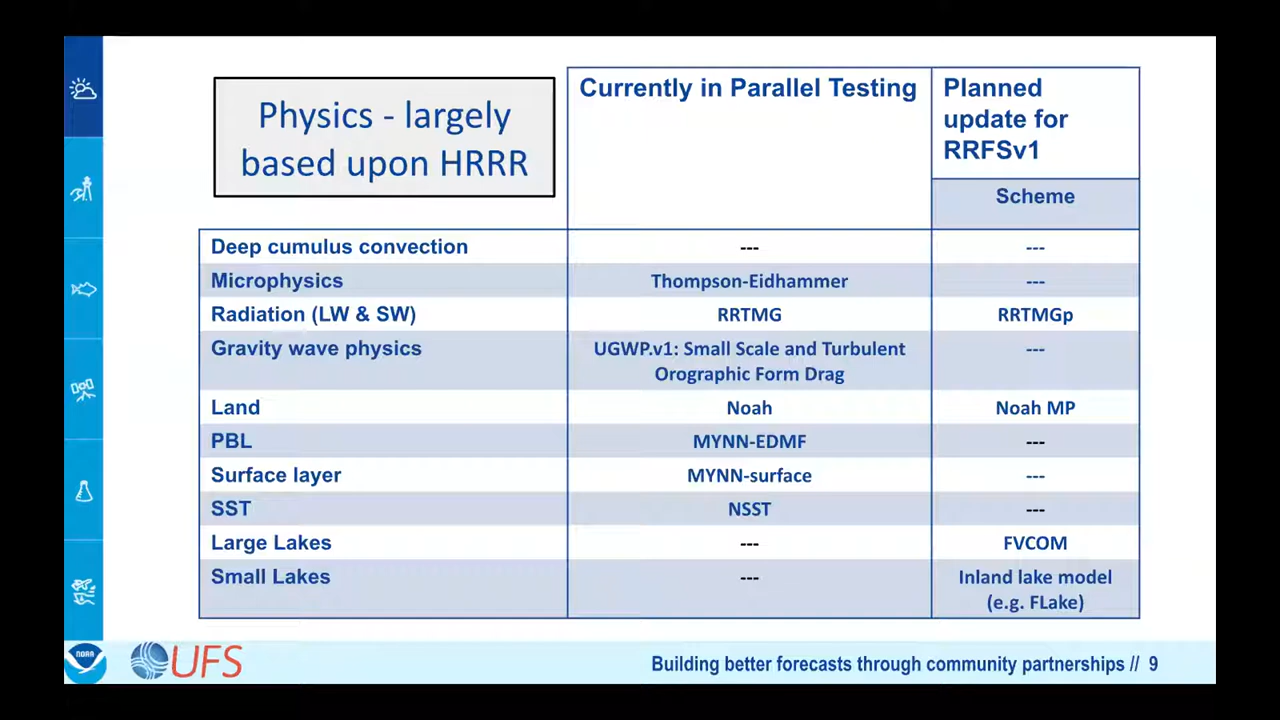 Physics - largely
based upon HRRR
Currently in Parallel Testing
Planned
update for
RRFSv1
Scheme
Deep cumulus convection
---
---
Microphysics
Thompson-Eidhammer
---
Radiation (LW & SW)
RRTMG
RRTMGp
Gravity wave physics
UGWP.v1: Small Scale and Turbulent
Orographic Form Drag
---
Land
Noah
Noah MP
PBL
MYNN-EDMF
---
Surface layer
MYNN-surface
---
SST
NSST
---
Large Lakes
---
FVCOM
Small Lakes
---
Inland lake model
(e.g. FLake)
NOAA
UFS
Building better forecasts through community partnerships // 9